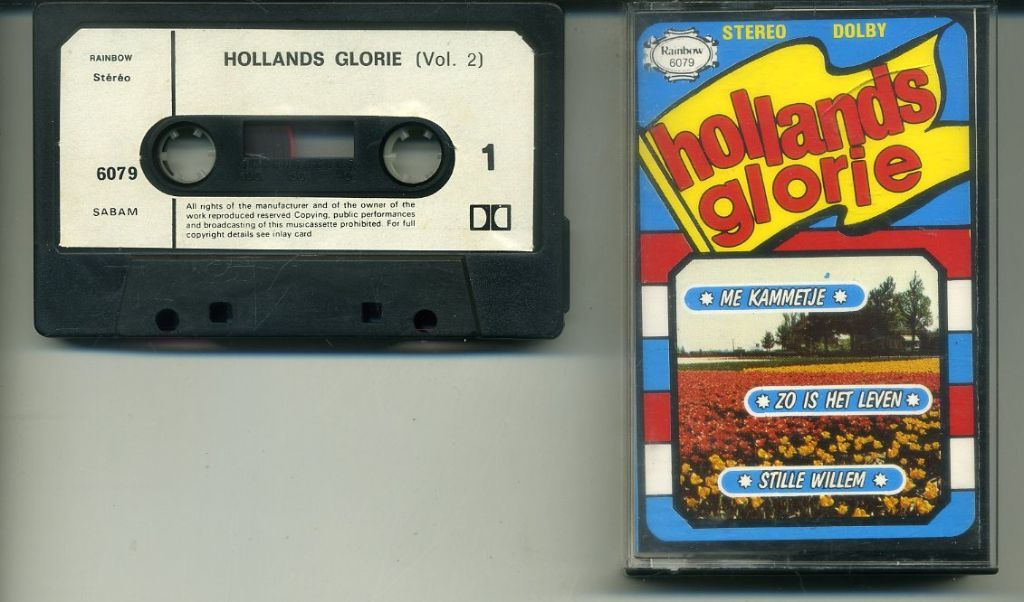 RAINBOW
Stéréo
HOLLANDS GLORIE (Vol. 2)
6079
1
SABAM
All rights of the manufacturer and of the owner of the
work reproduced reserved Copying, public performances
and broadcasting of this musicassette prohibited. For full
copyright details see inlay card
STEREO DOLBY
Rainbow
6079
hollands
glorie
ME KAMMETJE
ZO IS HET LEVEN
STILLE WILLEM